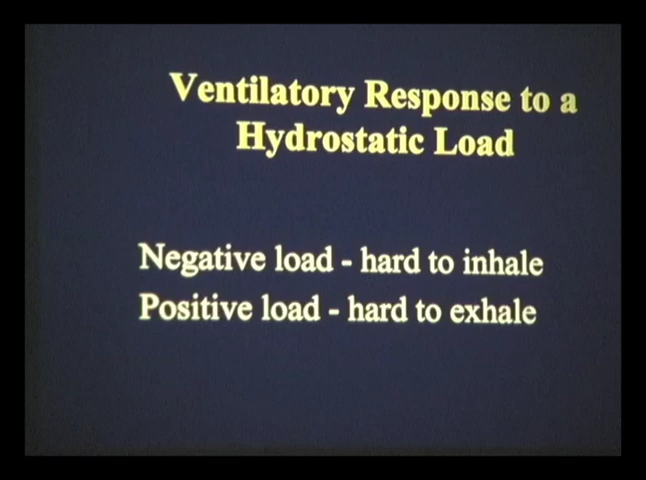 Ventilatory Response to a
Hydrostatic Load
Negative load - hard to inhale
Positive load - hard to exhale